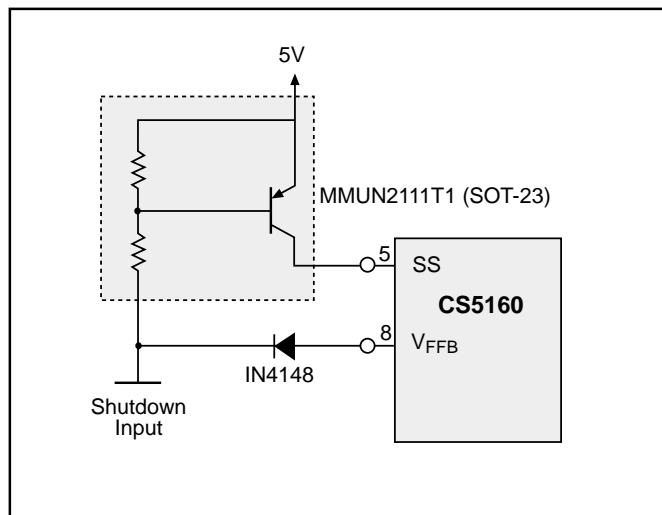 5V
MMUN2111T1 (SOT-23)
5
SS
CS5160
8
VFFB
IN4148
Shutdown
Input